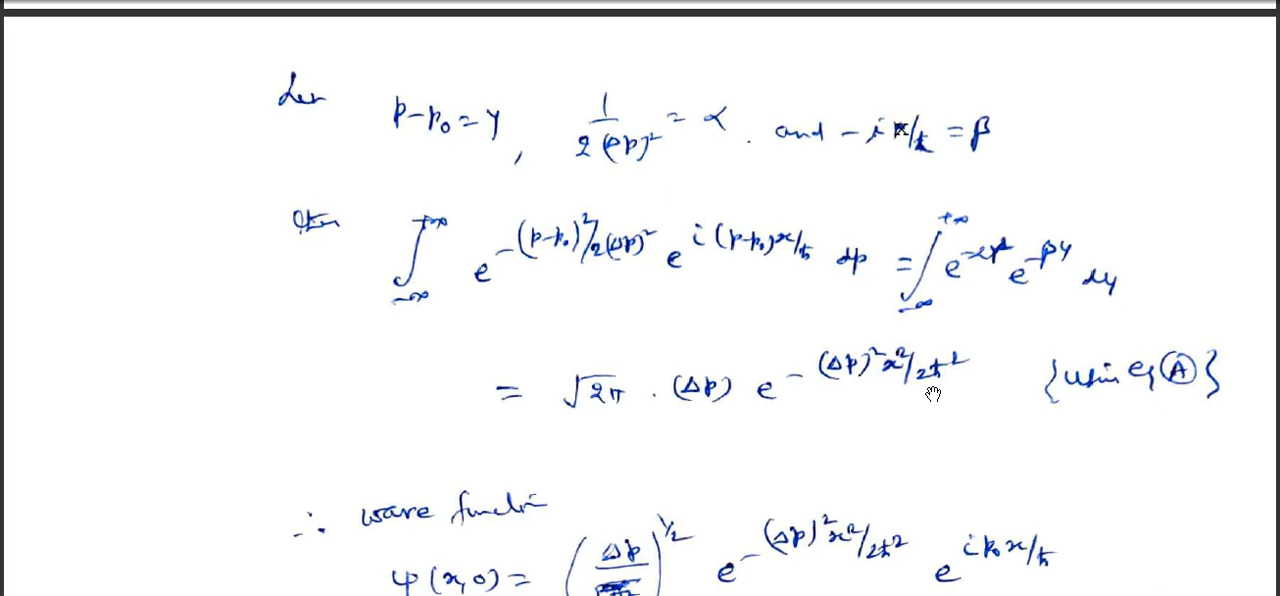 Let p-p₀ = y, 1/2(Δp)² = α. and -i x/ħ = β
then ∫₋∞⁺∞ e^-(p-p₀)²/2(Δp)² e^i(p-p₀)x/ħ dp = ∫₋∞⁺∞ e^-αy² e^-βy dy
= √2π . (Δp) e^-(Δp)²x²/2ħ² {using eq Ⓐ}
∴ wave function
ψ(x,0) = (Δp/ )^1/2 e^-(Δp)²x²/2ħ² e^ip₀x/ħ